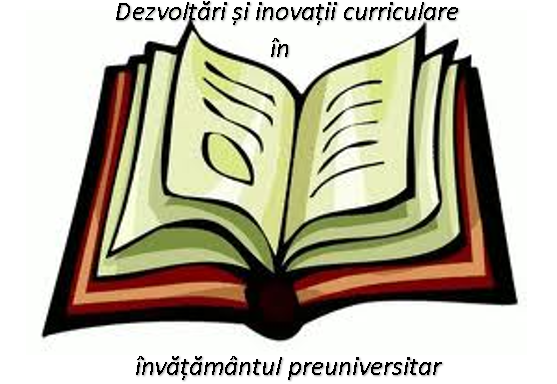 Dezvoltări și inovații curriculare
în
învățământul preuniversitar